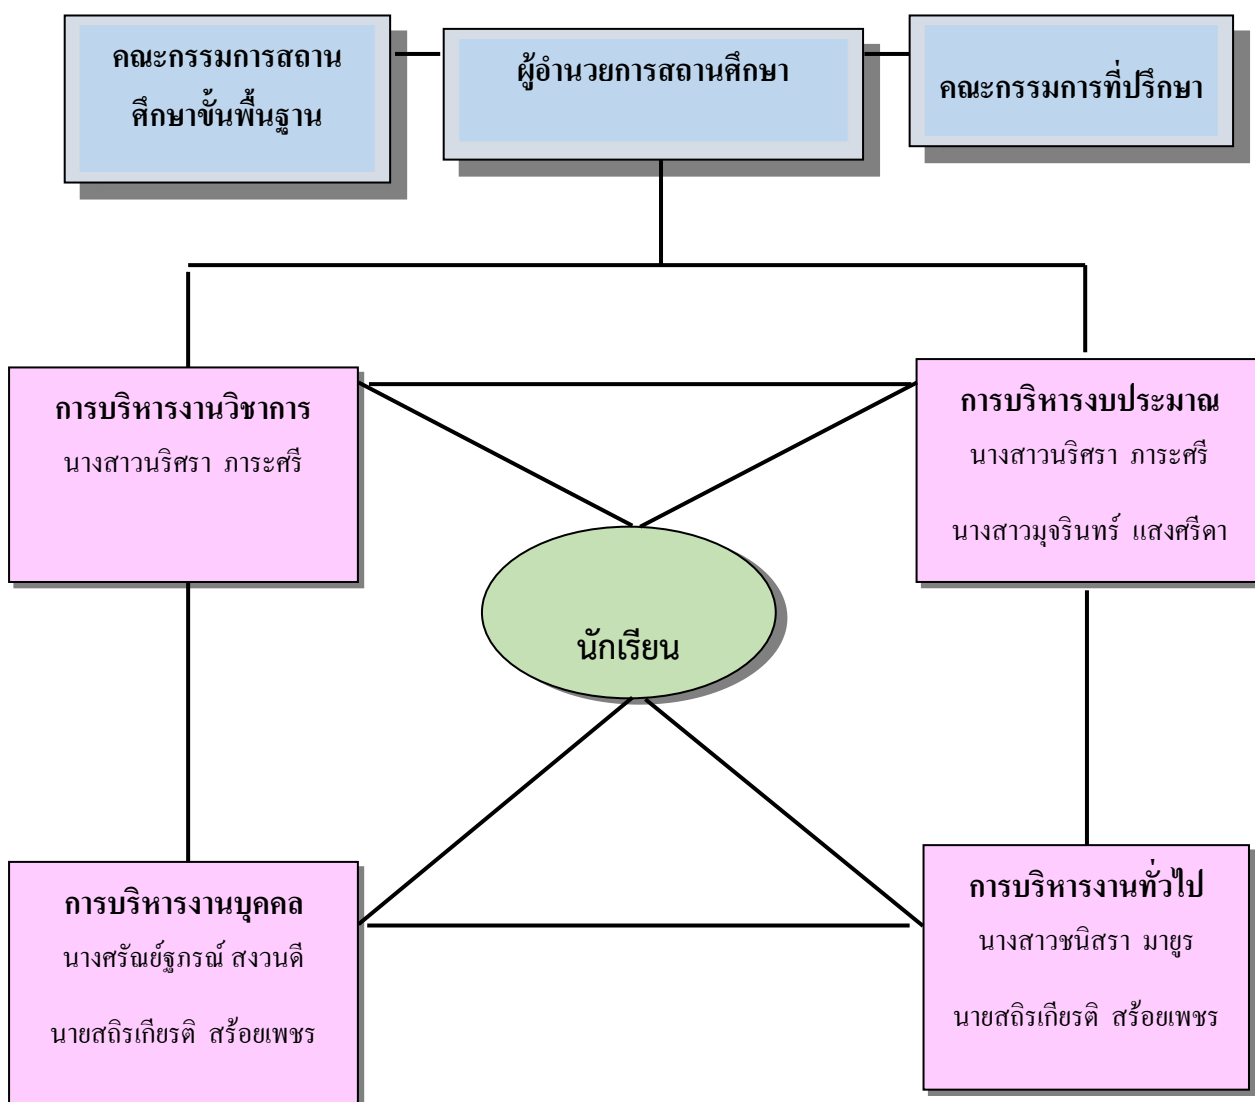 คณะกรรมการสถาน
ศึกษาขั้นพื้นฐาน
ผู้อำนวยการสถานศึกษา
คณะกรรมการที่ปรึกษา
การบริหารงานวิชาการ
นางสาวนริศรา ภาระศรี
การบริหารงบประมาณ
นางสาวนริศรา ภาระศรี
นางสาวมุจรินทร์ แสงศรีดา
นักเรียน
การบริหารงานบุคคล
นางศรัณย์ฐภรณ์ สงวนดี
นายสถิรเกียรติ สร้อยเพชร
การบริหารงานทั่วไป
นางสาวชนิสรา มายูร
นายสถิรเกียรติ สร้อยเพชร